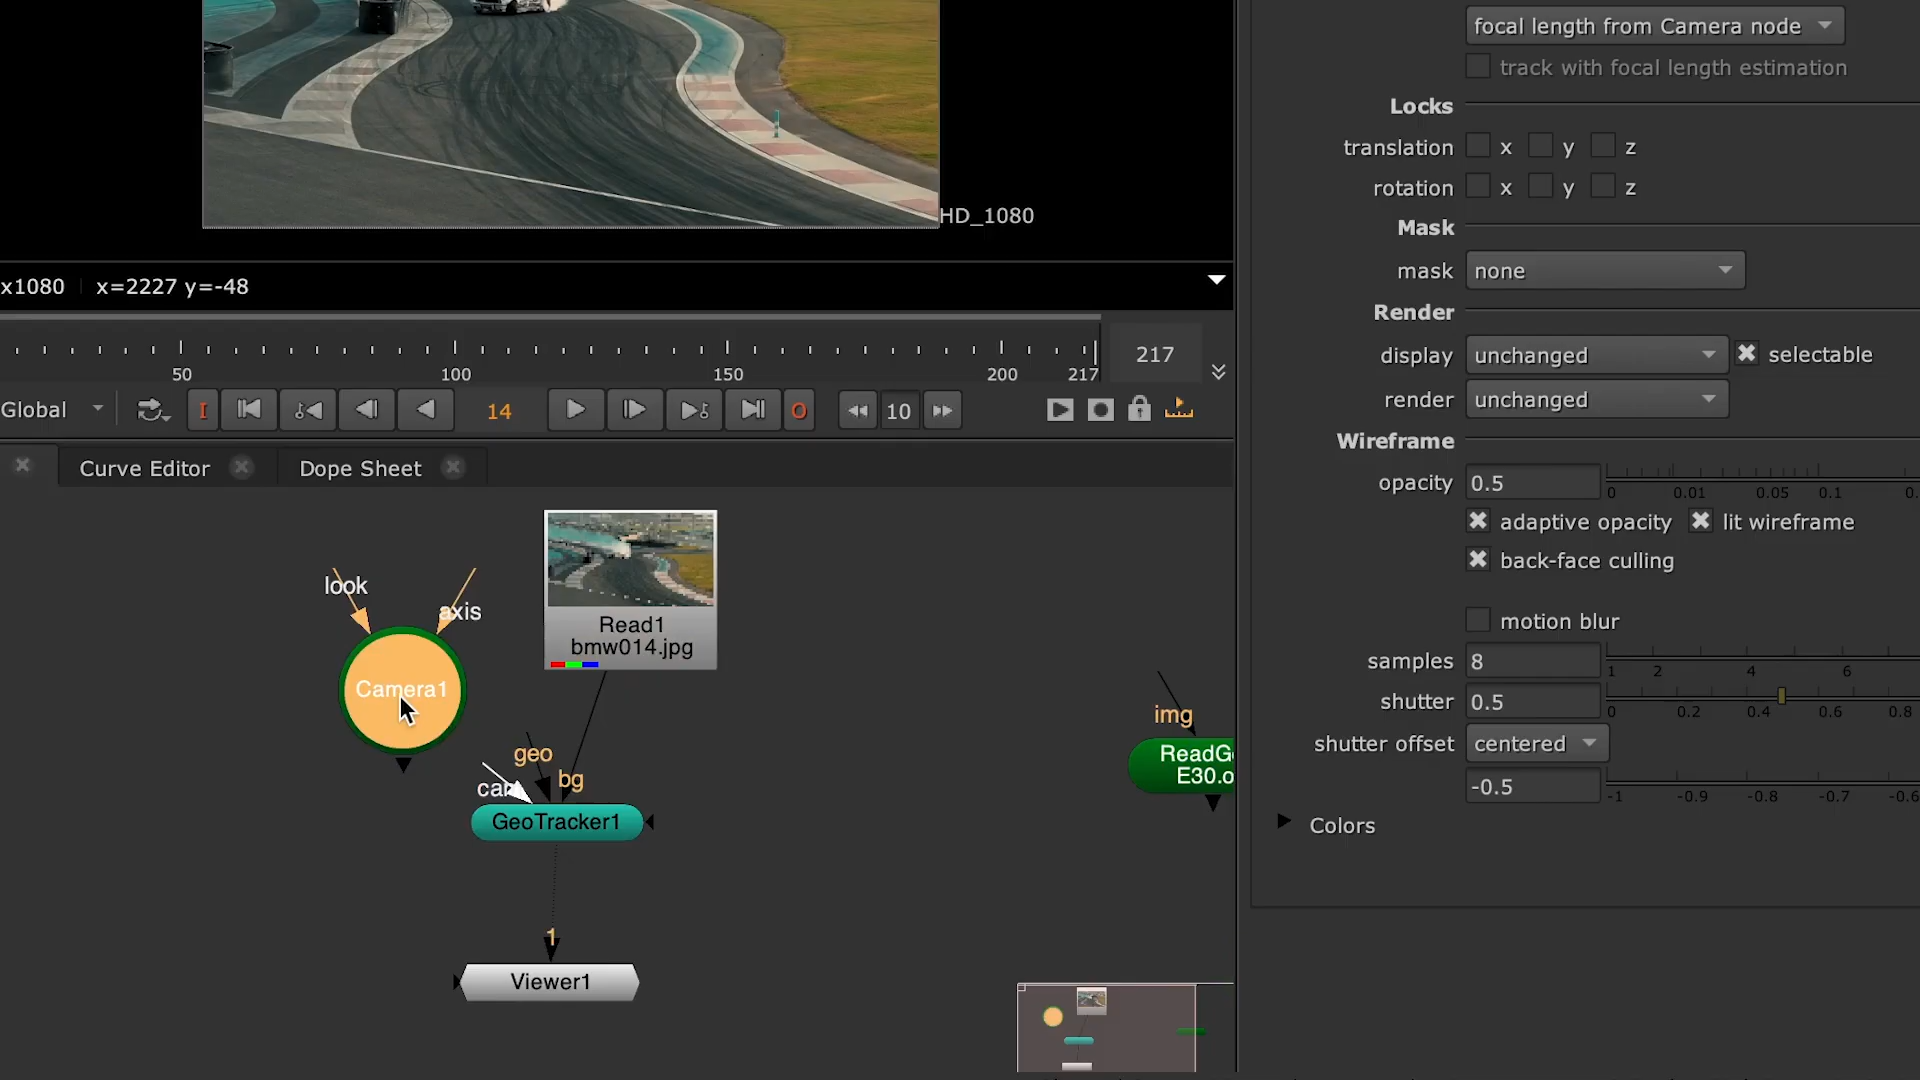 HD_1080
x1080 x=2227 y=-48
50 100 150 200 217
217
Global I 14 O 10
Curve Editor Dope Sheet
look
axis
Camera1
Read1
bmw014.jpg
geo
bg
GeoTracker1
1
Viewer1
img
E30.o
focal length from Camera node
track with focal length estimation
Locks
translation x y z
rotation x y z
Mask
mask none
Render
display unchanged selectable
render unchanged
Wireframe
opacity 0.5 0 0.01 0.05 0.1 0.
adaptive opacity lit wireframe
back-face culling
motion blur
samples 8 1 2 4 6
shutter 0.5 0 0.2 0.4 0.6 0.8
shutter offset centered
-0.5 -1 -0.9 -0.8 -0.7 -0.6
Colors